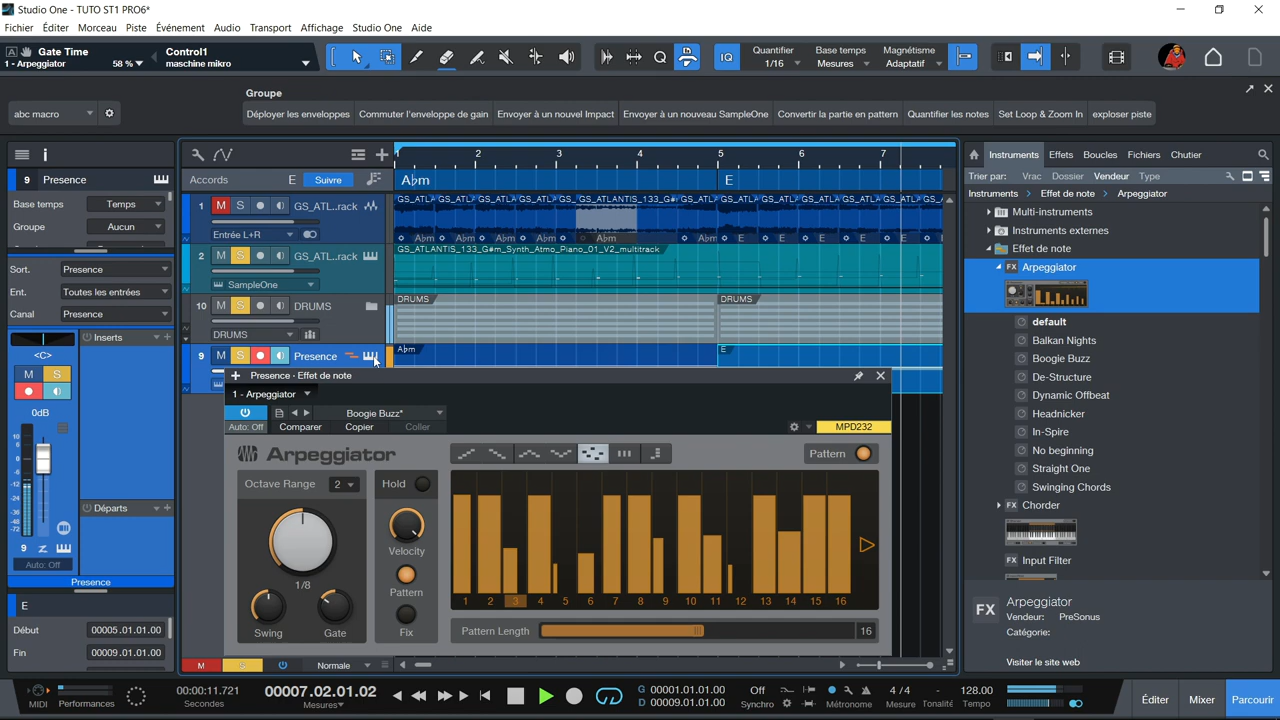 Studio One - TUTO ST1 PRO6*
Fichier Éditer Morceau Piste Événement Audio Transport Affichage Studio One Aide
Gate Time
1 - Arpeggiator 58 %
Control1
maschine mikro
IQ
Quantifier
1/16
Base temps
Mesures
Magnétisme
Adaptatif
abc macro
Groupe
Déployer les enveloppes Commuter l'enveloppe de gain Envoyer à un nouvel Impact Envoyer à un nouveau SampleOne Convertir la partie en pattern Quantifier les notes Set Loop & Zoom In exploser piste
i
9 Presence
Base temps Temps
Groupe Aucun
Sort. Presence
Ent. Toutes les entrées
Canal Presence
<C>
M S
0dB
Inserts
Départs
9
Auto: Off
Presence
E
Début 00005.01.01.00
Fin 00009.01.01.00
1 2 3 4 5 6 7
Accords E Suivre
A♭m E
1 M S GS_ATL...rack
Entrée L+R
2 M S GS_ATL...rack
SampleOne
GS_ATLANTIS_133_G#m_Synth_Atmo_Piano_01_V2_multitrack
10 M S DRUMS
DRUMS
DRUMS DRUMS
9 M S Presence
A♭m E
Presence - Effet de note
1 - Arpeggiator
Auto: Off
Boogie Buzz*
Comparer Copier Coller
MPD232
Arpeggiator
Pattern
Octave Range 2
Hold
1/8
Swing Gate
Velocity
Pattern
Fix
1 2 3 4 5 6 7 8 9 10 11 12 13 14 15 16
Pattern Length 16
M S Normale
Instruments Effets Boucles Fichiers Chutier
Trier par: Vrac Dossier Vendeur Type
Instruments Effet de note Arpeggiator
Multi-instruments
Instruments externes
Effet de note
FX Arpeggiator
default
Balkan Nights
Boogie Buzz
De-Structure
Dynamic Offbeat
Headnicker
In-Spire
No beginning
Straight One
Swinging Chords
FX Chorder
FX Input Filter
FX
Arpeggiator
Vendeur: PreSonus
Catégorie:
Visiter le site web
MIDI
Performances
00:00:11.721
Secondes
00007.02.01.02
Mesures
G 00001.01.01.00
D 00009.01.01.00
Off
Synchro
Métronome
4 / 4
Mesure
-
Tonalité
128.00
Tempo
Éditer Mixer Parcourir